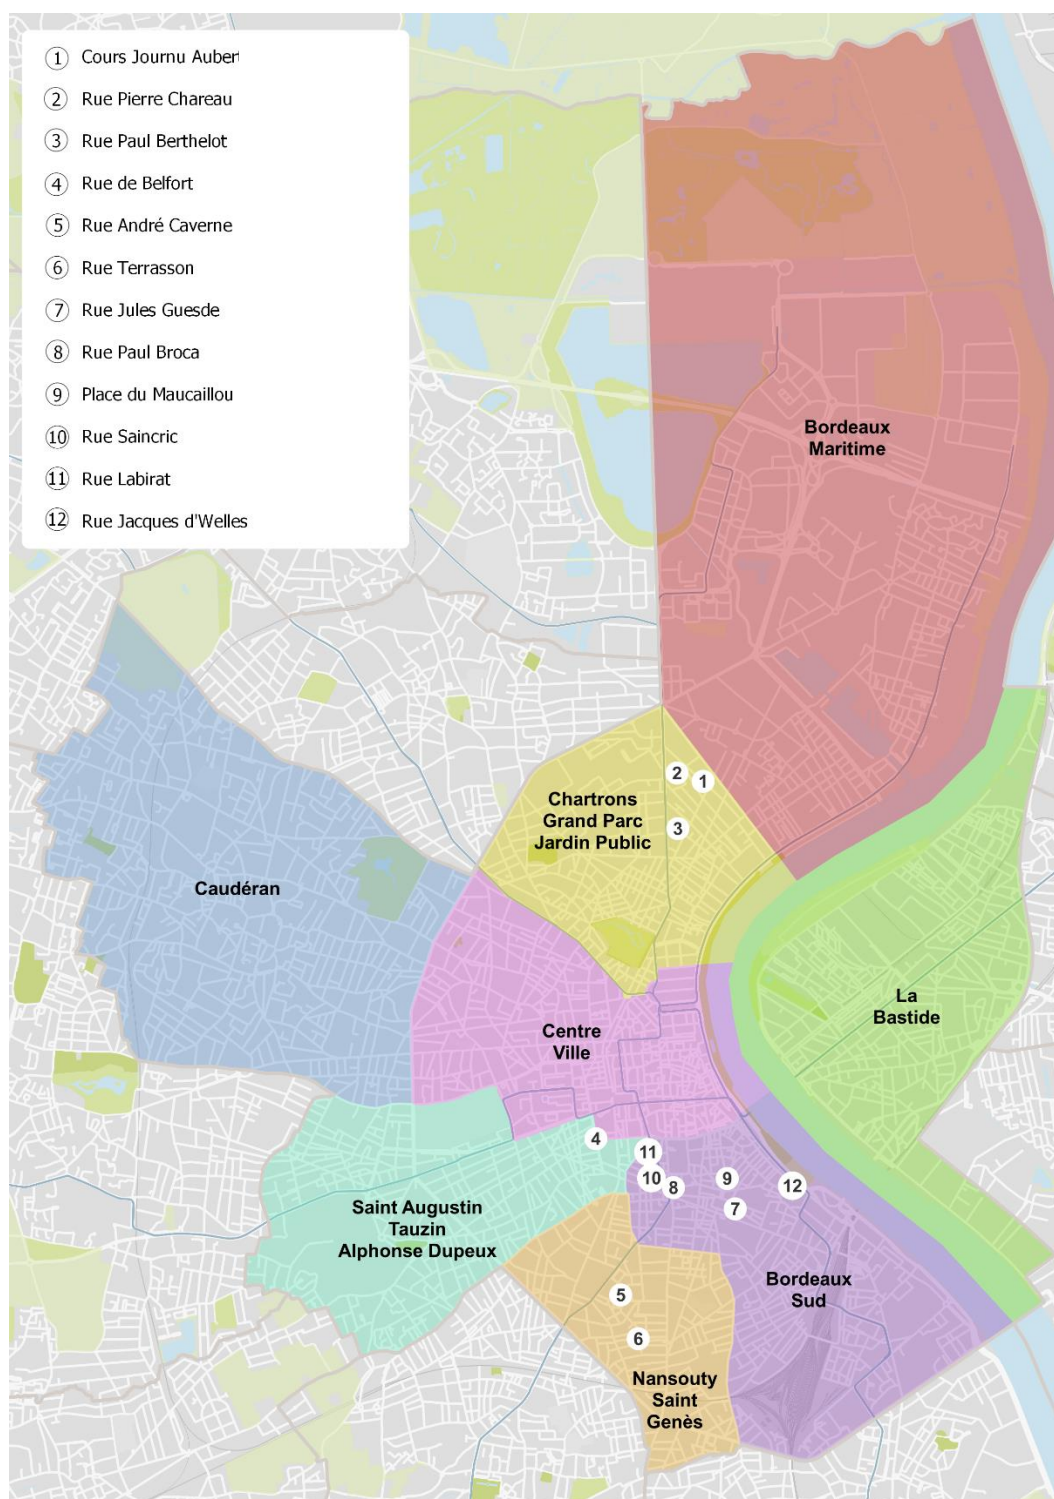 1 Cours Journu Auber
2 Rue Pierre Chareau
3 Rue Paul Berthelot
4 Rue de Belfort
5 Rue André Caverne
6 Rue Terrasson
7 Rue Jules Guesde
8 Rue Paul Broca
9 Place du Maucaillou
10 Rue Saincric
11 Rue Labirat
12 Rue Jacques d'Welles
Bordeaux
Maritime
2
1
Chartrons
Grand Parc
Jardin Public
3
Caudéran
La
Bastide
Centre
Ville
4
11
10
8
9
12
7
Saint Augustin
Tauzin
Alphonse Dupeux
Bordeaux
Sud
5
6
Nansouty
Saint
Genès